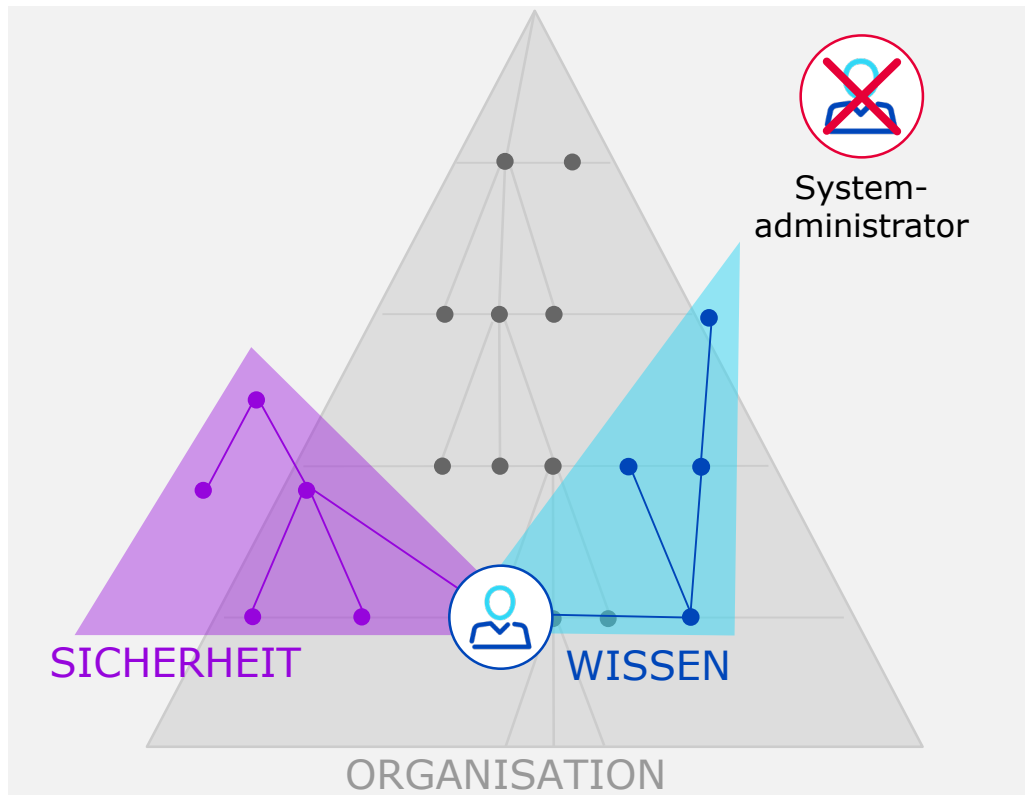 System-
administrator
SICHERHEIT
WISSEN
ORGANISATION